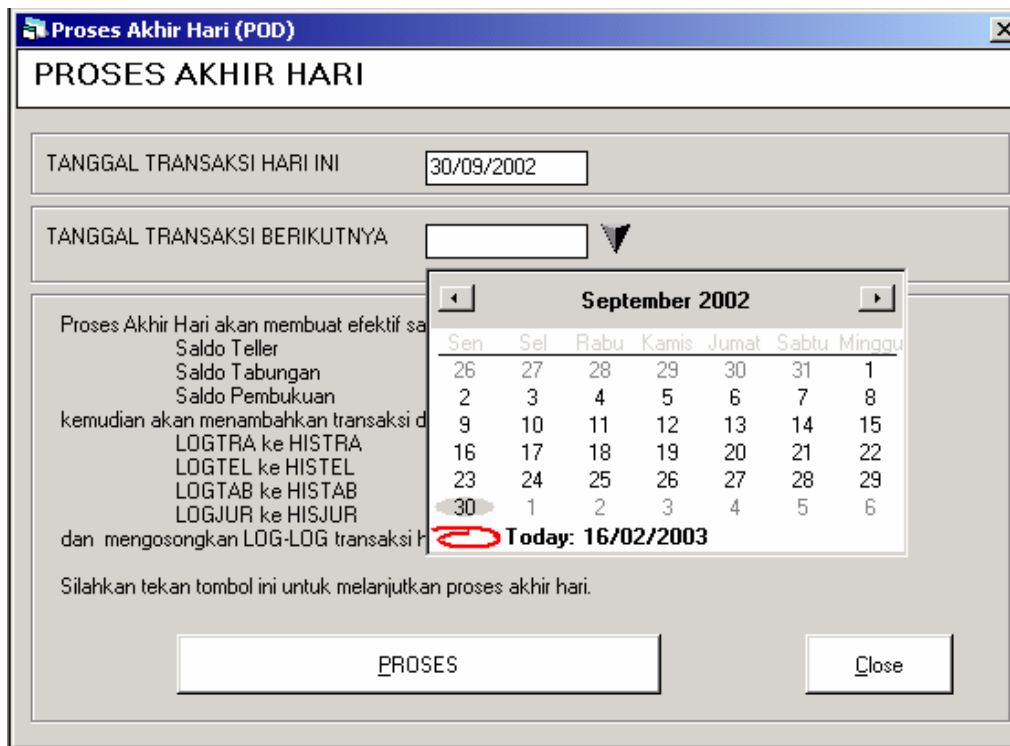 Proses Akhir Hari (POD)
PROSES AKHIR HARI
TANGGAL TRANSAKSI HARI INI 30/09/2002
TANGGAL TRANSAKSI BERIKUTNYA
September 2002
Sen Sel Rabu Kamis Jumat Sabtu Minggu
26 27 28 29 30 31 1
2 3 4 5 6 7 8
9 10 11 12 13 14 15
16 17 18 19 20 21 22
23 24 25 26 27 28 29
30 1 2 3 4 5 6
Today: 16/02/2003
Proses Akhir Hari akan membuat efektif
Saldo Teller
Saldo Tabungan
Saldo Pembukuan
kemudian akan menambahkan transaksi
LOGTRA ke HISTRA
LOGTEL ke HISTEL
LOGTAB ke HISTAB
LOGJUR ke HISJUR
dan mengosongkan LOG-LOG transaksi
Silahkan tekan tombol ini untuk melanjutkan proses akhir hari.
PROSES Close